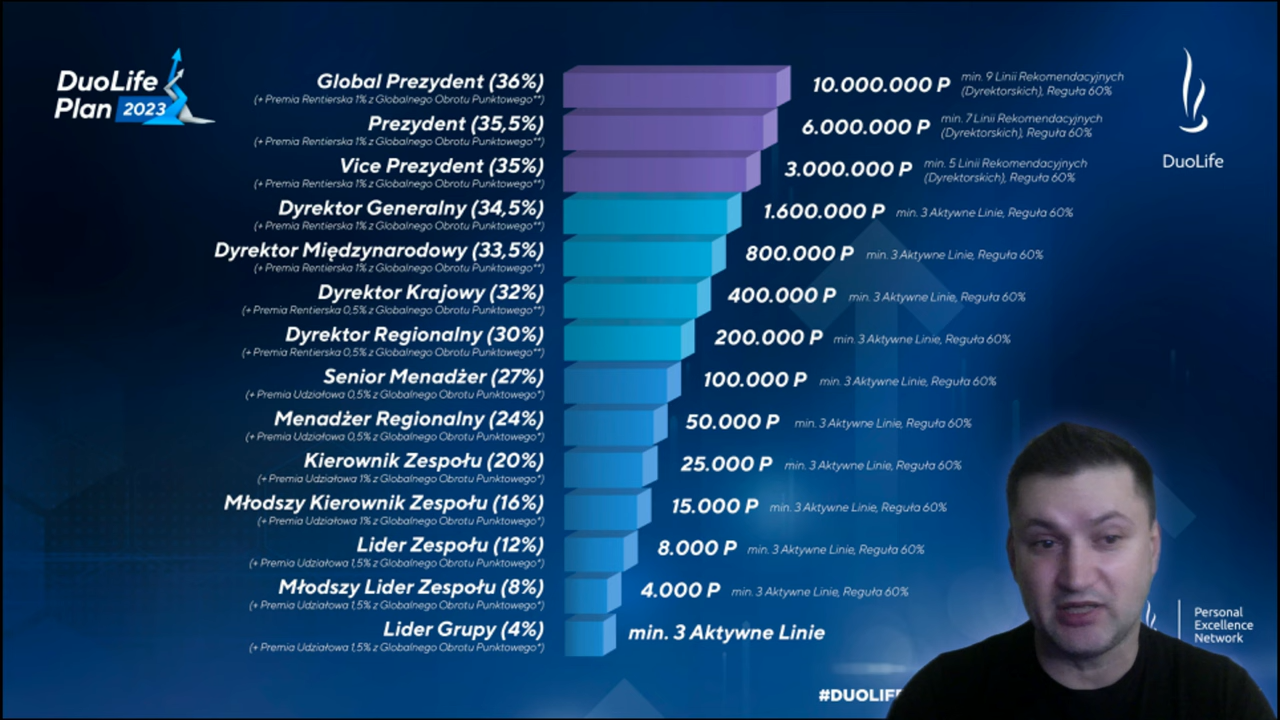 DuoLife
Plan 2023
Global Prezydent (36%)
(+ Premia Rentierska 1% z Globalnego Obrotu Punktowego**)
10.000.000 P
min. 9 Linii Rekomendacyjnych
(Dyrektorskich), Reguła 60%
Prezydent (35,5%)
(+ Premia Rentierska 1% z Globalnego Obrotu Punktowego**)
6.000.000 P
min. 7 Linii Rekomendacyjnych
(Dyrektorskich), Reguła 60%
Vice Prezydent (35%)
(+ Premia Rentierska 1% z Globalnego Obrotu Punktowego**)
3.000.000 P
min. 5 Linii Rekomendacyjnych
(Dyrektorskich), Reguła 60%
DuoLife
Dyrektor Generalny (34,5%)
(+ Premia Rentierska 1% z Globalnego Obrotu Punktowego**)
1.600.000 P
min. 3 Aktywne Linie, Reguła 60%
Dyrektor Międzynarodowy (33,5%)
(+ Premia Rentierska 1% z Globalnego Obrotu Punktowego**)
800.000 P
min. 3 Aktywne Linie, Reguła 60%
Dyrektor Krajowy (32%)
(+ Premia Rentierska 0,5% z Globalnego Obrotu Punktowego**)
400.000 P
min. 3 Aktywne Linie, Reguła 60%
Dyrektor Regionalny (30%)
(+ Premia Rentierska 0,5% z Globalnego Obrotu Punktowego**)
200.000 P
min. 3 Aktywne Linie, Reguła 60%
Senior Menadżer (27%)
(+ Premia Udziałowa 0,5% z Globalnego Obrotu Punktowego*)
100.000 P
min. 3 Aktywne Linie, Reguła 60%
Menadżer Regionalny (24%)
(+ Premia Udziałowa 0,5% z Globalnego Obrotu Punktowego*)
50.000 P
min. 3 Aktywne Linie, Reguła 60%
Kierownik Zespołu (20%)
(+ Premia Udziałowa 1% z Globalnego Obrotu Punktowego*)
25.000 P
min. 3 Aktywne Linie, Reguła 60%
Młodszy Kierownik Zespołu (16%)
(+ Premia Udziałowa 1% z Globalnego Obrotu Punktowego*)
15.000 P
min. 3 Aktywne Linie, Reguła 60%
Lider Zespołu (12%)
(+ Premia Udziałowa 1,5% z Globalnego Obrotu Punktowego*)
8.000 P
min. 3 Aktywne Linie, Reguła 60%
Młodszy Lider Zespołu (8%)
(+ Premia Udziałowa 1,5% z Globalnego Obrotu Punktowego*)
4.000 P
min. 3 Aktywne Linie, Reguła 60%
Lider Grupy (4%)
(+ Premia Udziałowa 1,5% z Globalnego Obrotu Punktowego*)
min. 3 Aktywne Linie
Personal
Excellence
Network
#DUOLIFE